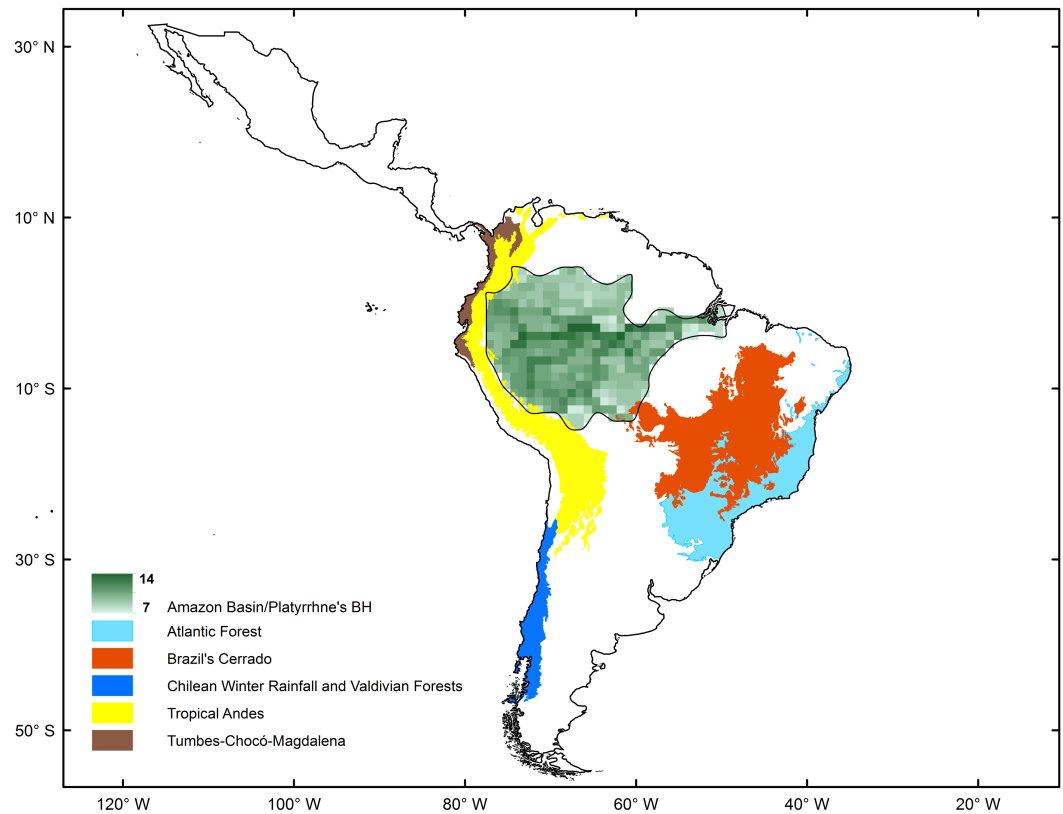 30° N
10° N
10° S
30° S
50° S
14
7 Amazon Basin/Platyrrhne's BH
Atlantic Forest
Brazil's Cerrado
Chilean Winter Rainfall and Valdivian Forests
Tropical Andes
Tumbes-Chocó-Magdalena
120° W 100° W 80° W 60° W 40° W 20° W